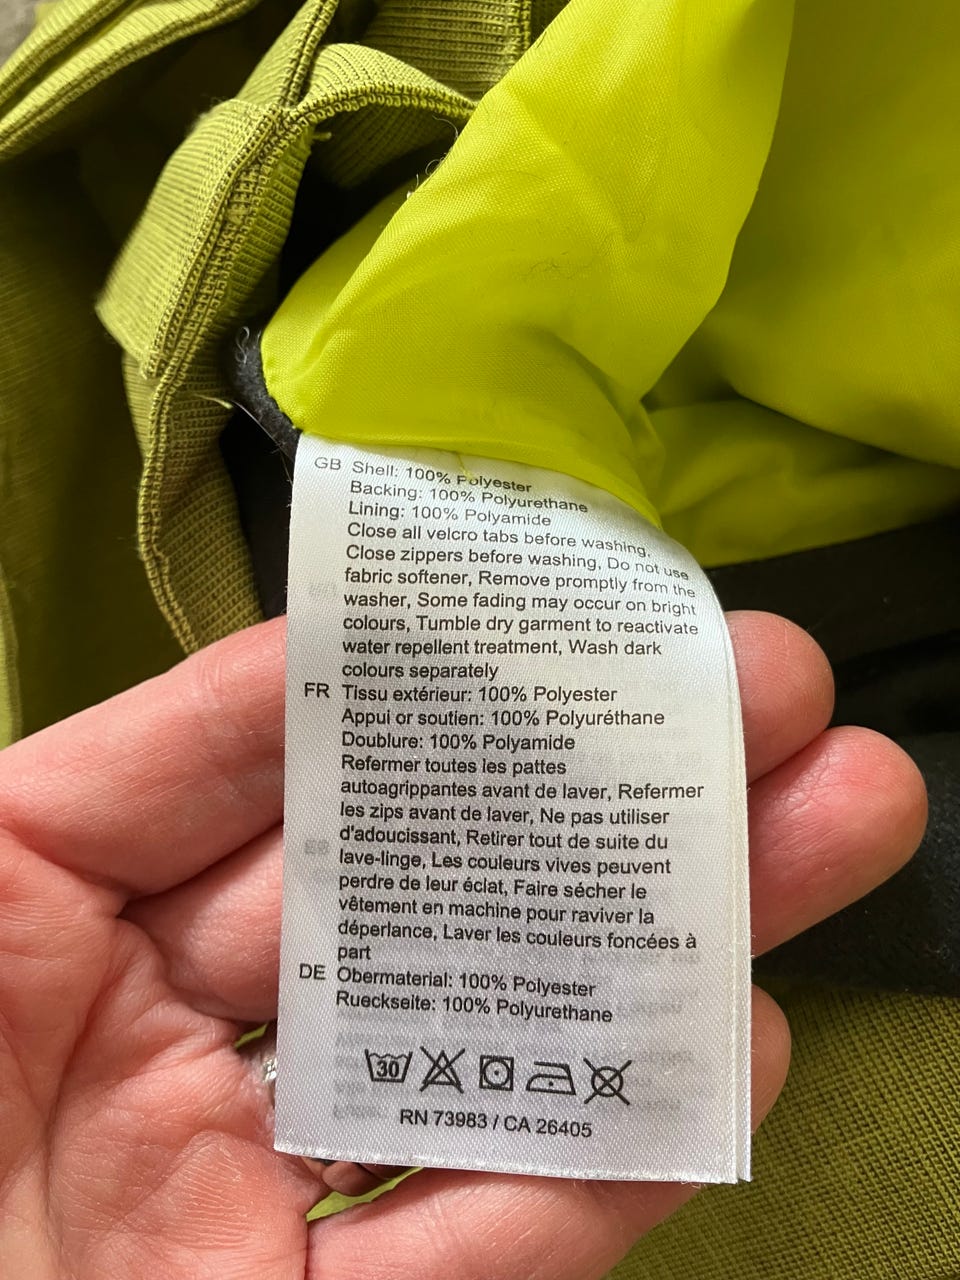 GB Shell: 100% Polyester
Backing: 100% Polyurethane
Lining: 100% Polyamide
Close all velcro tabs before washing,
Close zippers before washing, Do not use
fabric softener, Remove promptly from the
washer, Some fading may occur on bright
colours, Tumble dry garment to reactivate
water repellent treatment, Wash dark
colours separately
FR Tissu extérieur: 100% Polyester
Appui or soutien: 100% Polyuréthane
Doublure: 100% Polyamide
Refermer toutes les pattes
autoagrippantes avant de laver, Refermer
les zips avant de laver, Ne pas utiliser
d'adoucissant, Retirer tout de suite du
lave-linge, Les couleurs vives peuvent
perdre de leur éclat, Faire sécher le
vêtement en machine pour raviver la
déperlance, Laver les couleurs foncées à
part
DE Obermaterial: 100% Polyester
Rueckseite: 100% Polyurethane
30
RN 73983 / CA 26405